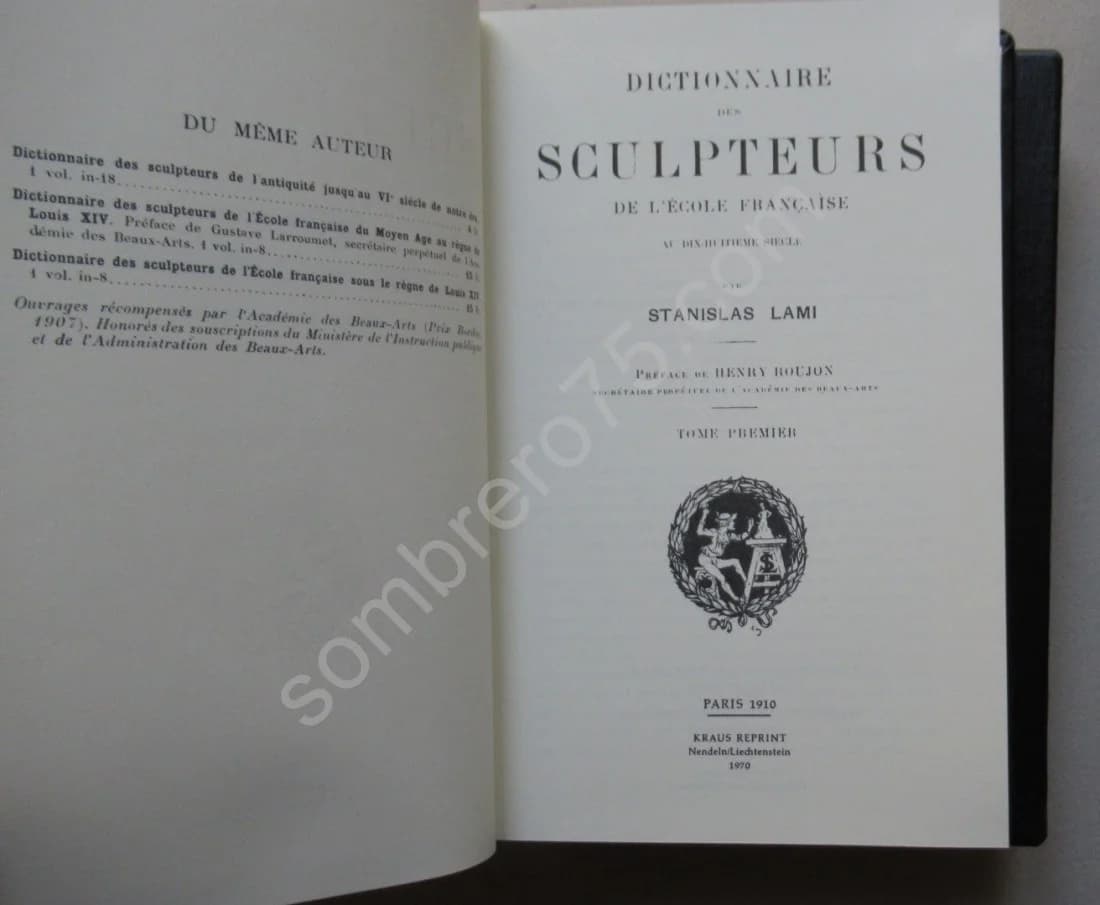 DU MÊME AUTEUR
Dictionnaire des sculpteurs de l'antiquité jusqu'au VIe siècle de notre ère.
1 vol. in-18
Dictionnaire des sculpteurs de l'École française du Moyen Age au règne de
Louis XIV. Préface de Gustave Larroumet, secrétaire perpétuel de l'Aca-
démie des Beaux-Arts. 1 vol. in-8
Dictionnaire des sculpteurs de l'École française sous le règne de Louis XIV
1 vol. in-8
Ouvrages récompensés par l'Académie des Beaux-Arts (Prix
1907). Honorés des souscriptions du Ministère de l'Instruction publique
et de l'Administration des Beaux-Arts.
DICTIONNAIRE
DES
SCULPTEURS
DE L'ÉCOLE FRANÇAISE
AU DIX-HUITIÈME SIÈCLE
PAR
STANISLAS LAMI
PRÉFACE DE HENRY ROUJON
SECRÉTAIRE PERPÉTUEL DE L'ACADÉMIE DES BEAUX-ARTS
TOME PREMIER
PARIS 1910
KRAUS REPRINT
Nendeln/Liechtenstein
1970
sombrero75.com